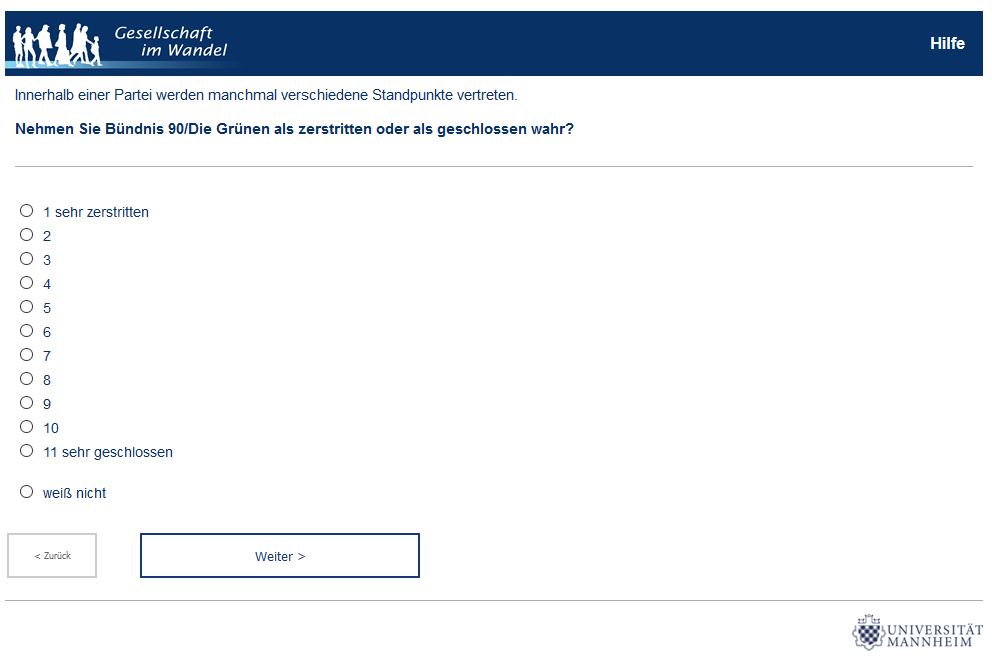 Gesellschaft
im Wandel
Hilfe
Innerhalb einer Partei werden manchmal verschiedene Standpunkte vertreten.
Nehmen Sie Bündnis 90/Die Grünen als zerstritten oder als geschlossen wahr?
1 sehr zerstritten
2
3
4
5
6
7
8
9
10
11 sehr geschlossen
weiß nicht
< Zurück
Weiter >
UNIVERSITÄT
MANNHEIM